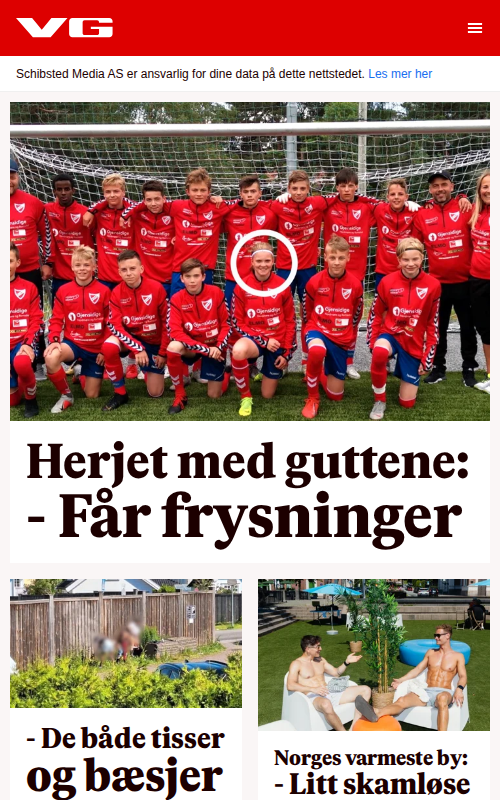 VG
Schibsted Media AS er ansvarlig for dine data på dette nettstedet. Les mer her
Herjet med guttene:
- Får frysninger
- De både tisser
og bæsjer
Norges varmeste by:
- Litt skamløse